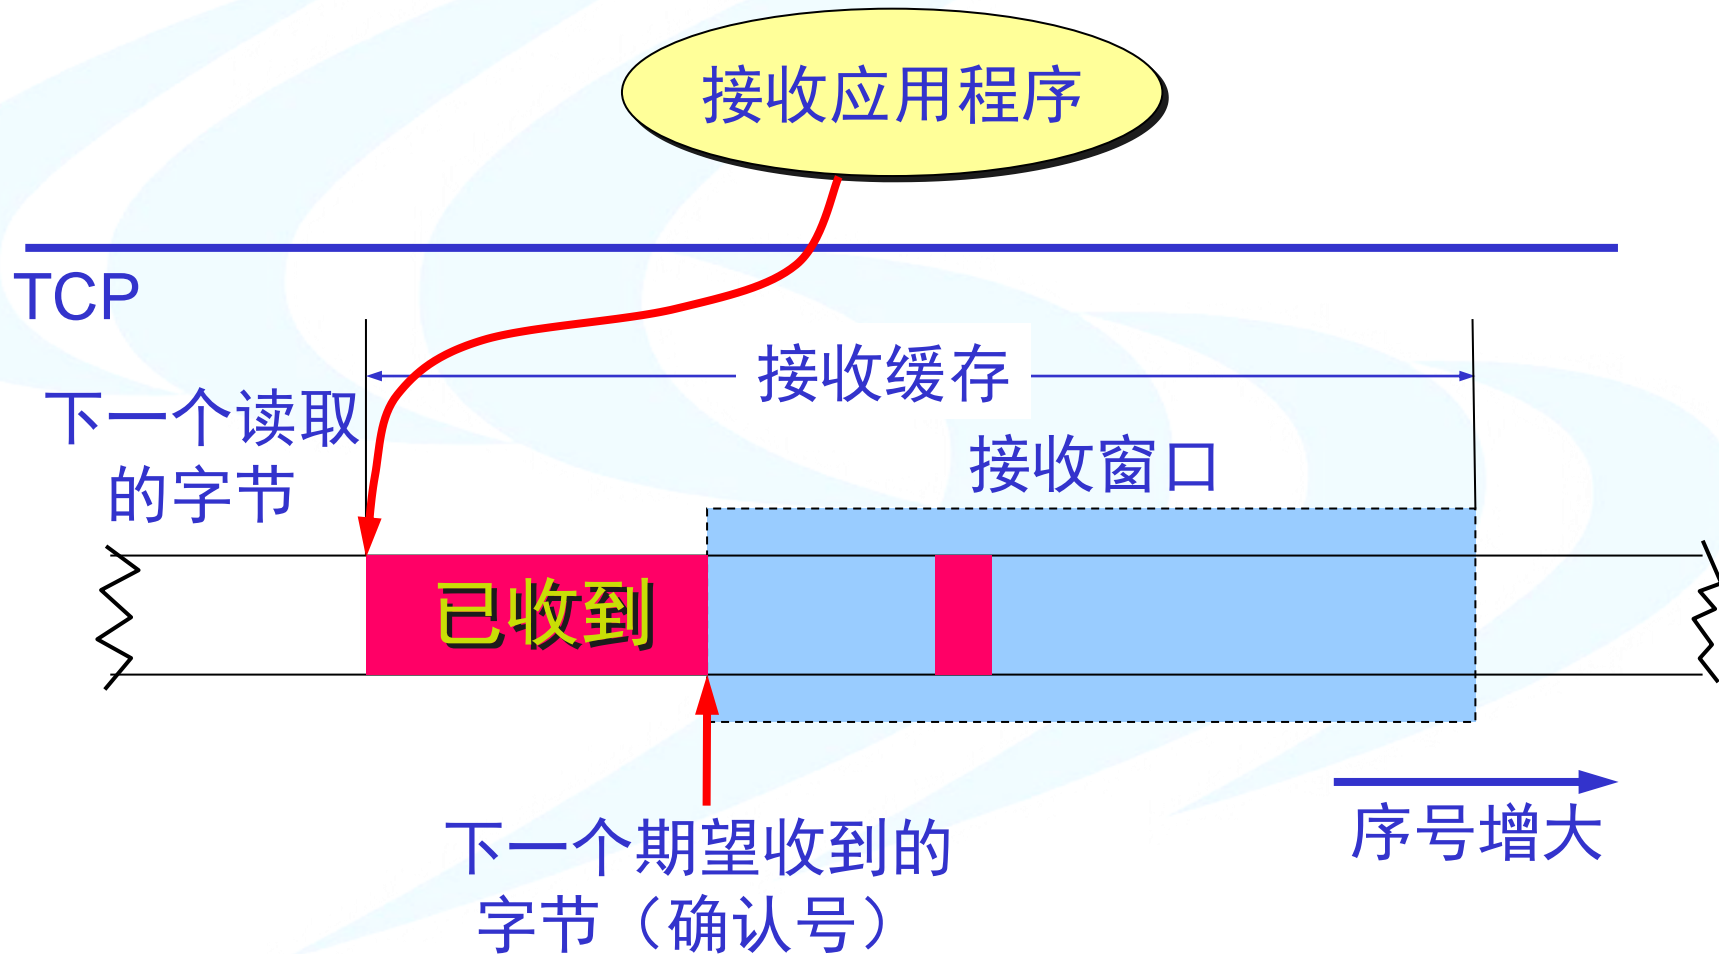 接收应用程序
TCP
接收缓存
下一个读取
的字节
接收窗口
已收到
下一个期望收到的
字节（确认号）
序号增大